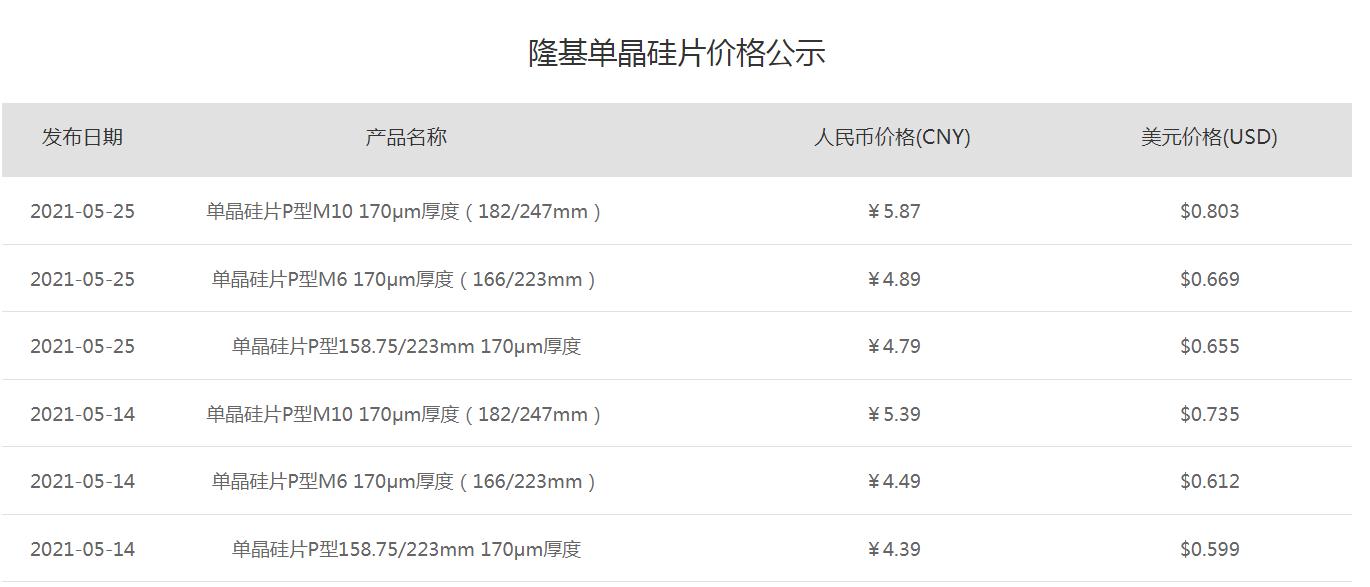 隆基单晶硅片价格公示
发布日期 产品名称 人民币价格(CNY) 美元价格(USD)
2021-05-25 单晶硅片P型M10 170μm厚度（182/247mm） ¥5.87 $0.803
2021-05-25 单晶硅片P型M6 170μm厚度（166/223mm） ¥4.89 $0.669
2021-05-25 单晶硅片P型158.75/223mm 170μm厚度 ¥4.79 $0.655
2021-05-14 单晶硅片P型M10 170μm厚度（182/247mm） ¥5.39 $0.735
2021-05-14 单晶硅片P型M6 170μm厚度（166/223mm） ¥4.49 $0.612
2021-05-14 单晶硅片P型158.75/223mm 170μm厚度 ¥4.39 $0.599